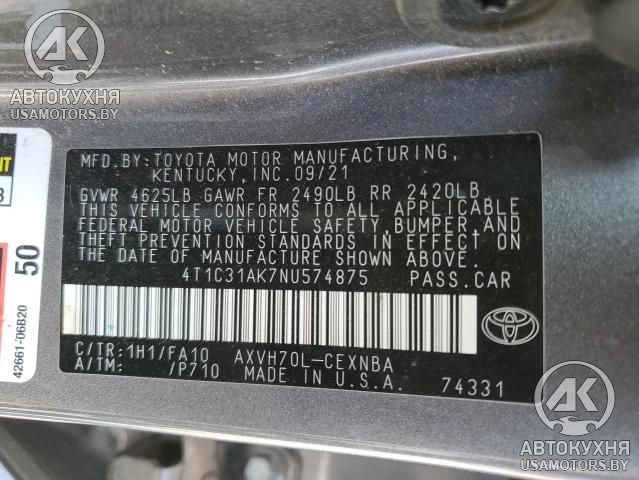 АК
АВТОКУХНЯ
USAMOTORS.BY
50
42661-06B20
MFD.BY:TOYOTA MOTOR MANUFACTURING,
KENTUCKY, INC.09/21
GVWR 4625LB GAWR FR 2490LB RR 2420LB
THIS VEHICLE CONFORMS TO ALL APPLICABLE
FEDERAL MOTOR VEHICLE SAFETY,BUMPER,AND
THEFT PREVENTION STANDARDS IN EFFECT ON
THE DATE OF MANUFACTURE SHOWN ABOVE.
4T1C31AK7NU574875 PASS.CAR
C/TR:1H1/FA10 AXVH70L-CEXNBA
A/TM: /P710 MADE IN U.S.A. 74331
АК
АВТОКУХНЯ
USAMOTORS.BY